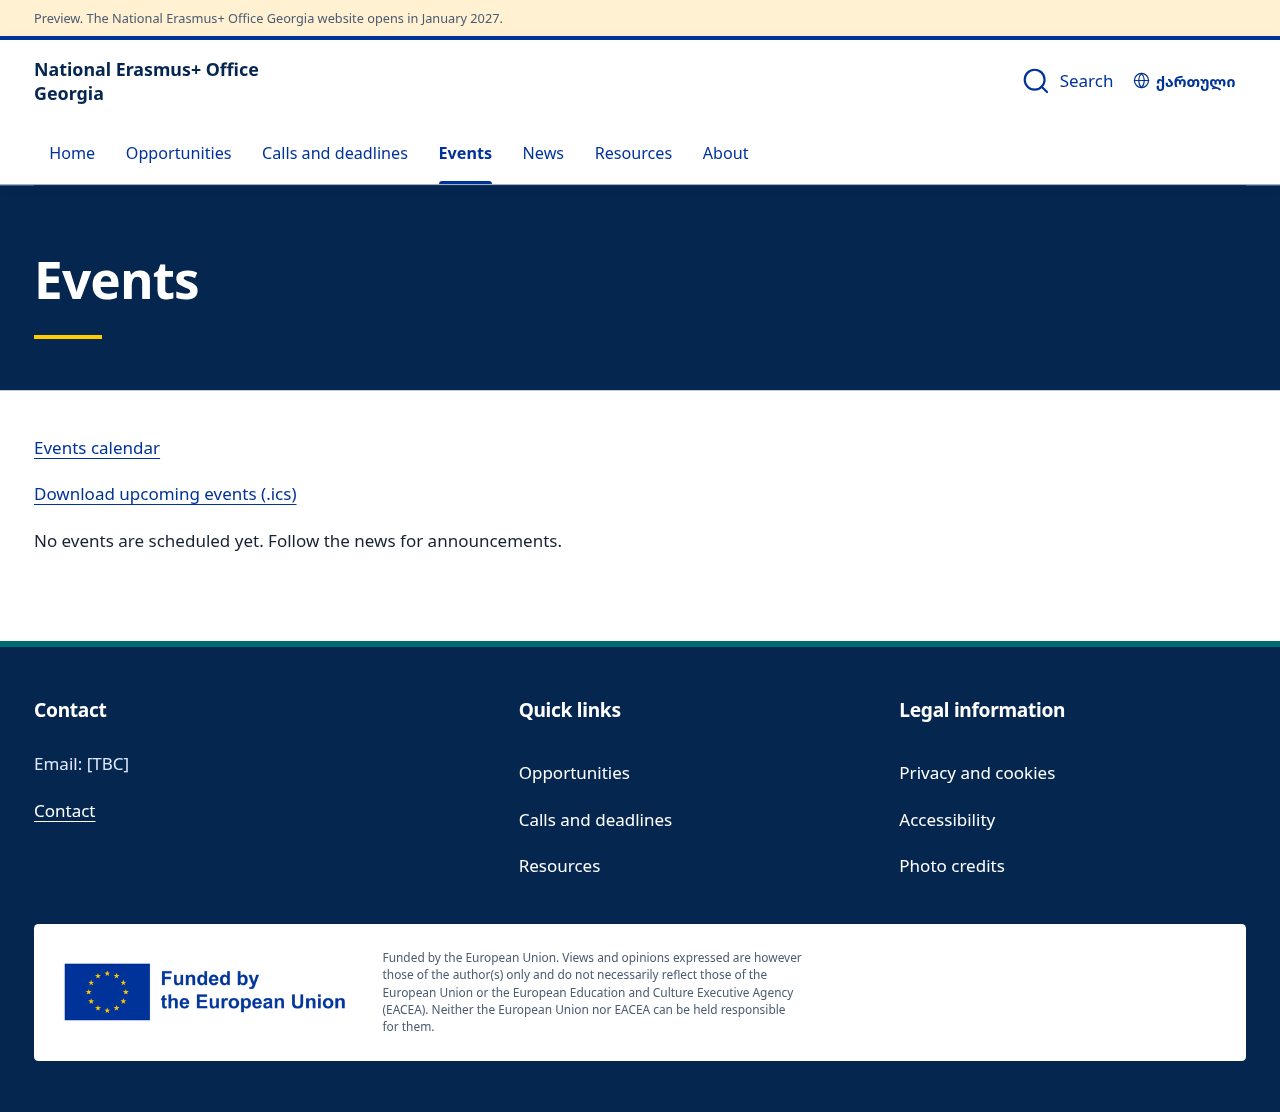 Preview. The National Erasmus+ Office Georgia website opens in January 2027.
National Erasmus+ Office
Georgia
Search
ქართული
Home
Opportunities
Calls and deadlines
Events
News
Resources
About
Events
Events calendar
Download upcoming events (.ics)
No events are scheduled yet. Follow the news for announcements.
Contact
Email: [TBC]
Contact
Quick links
Opportunities
Calls and deadlines
Resources
Legal information
Privacy and cookies
Accessibility
Photo credits
Funded by
the European Union
Funded by the European Union. Views and opinions expressed are however
those of the author(s) only and do not necessarily reflect those of the
European Union or the European Education and Culture Executive Agency
(EACEA). Neither the European Union nor EACEA can be held responsible
for them.